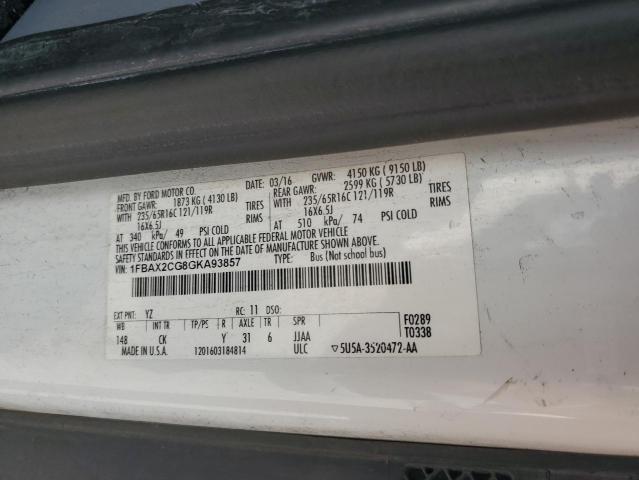 MFD. BY FORD MOTOR CO.
03/16 GVWR: 4150 KG ( 9150 LB)
FRONT GAWR: 1873 KG ( 4130 LB) REAR GAWR: 2599 KG ( 5730 LB)
WITH 235/65R16C 121/119R TIRES WITH 235/65R16C 121/119R TIRES
16X6.5J RIMS 16X6.5J RIMS
AT 340 kPa/ 49 PSI COLD AT 510 kPa/ 74 PSI COLD
THIS VEHICLE CONFORMS TO ALL APPLICABLE FEDERAL MOTOR VEHICLE
SAFETY STANDARDS IN EFFECT ON THE DATE OF MANUFACTURE SHOWN ABOVE.
VIN: 1FBAX2CG8GKA93857 TYPE: Bus (Not school bus)
EXT PNT: YZ RC: 11 DSO: F0289
WB INT TR TP/PS R AXLE TR SPR T0338
148 CK Y 31 6 JJAA
MADE IN U.S.A. 1201603184814 ULC ▽5U5A-3520472-AA